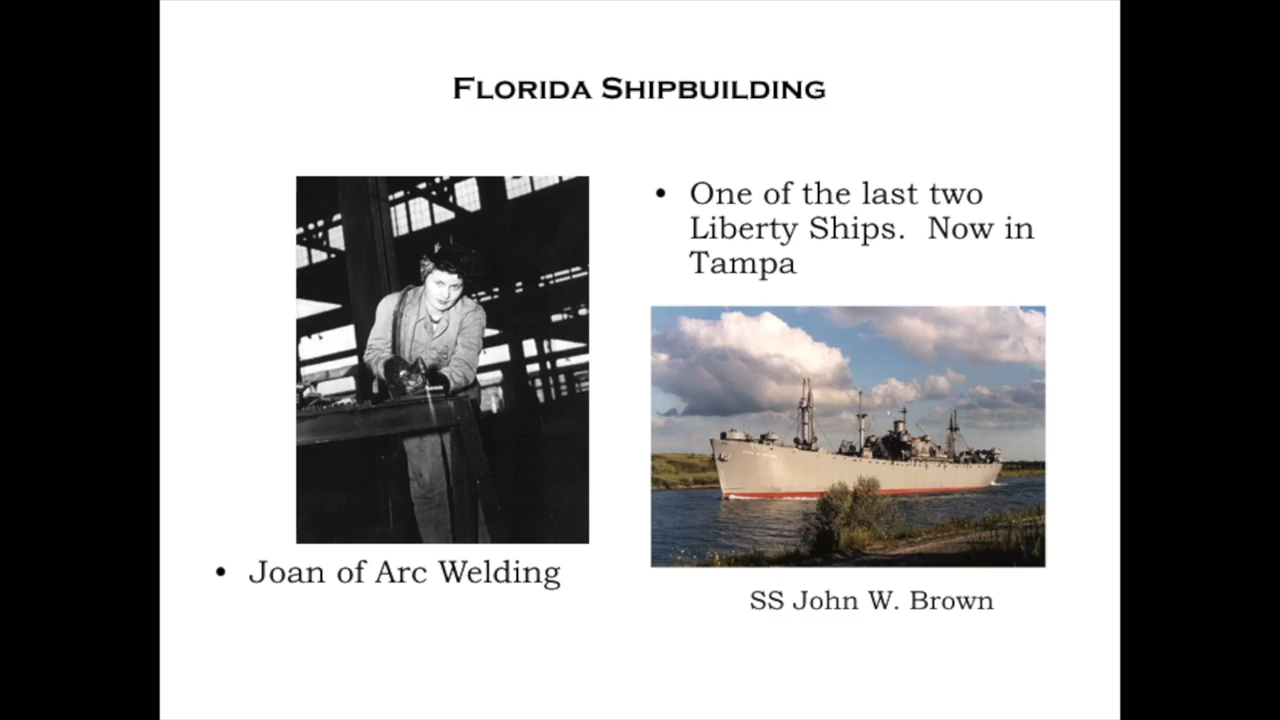 Florida Shipbuilding
• One of the last two
Liberty Ships. Now in
Tampa
• Joan of Arc Welding
SS John W. Brown